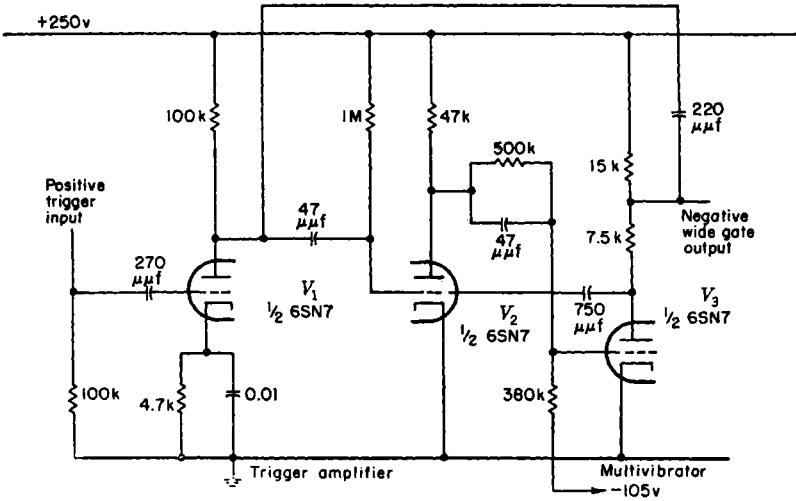 +250v
100k
1M
47k
220
μμf
500k
15k
Positive
trigger
input
47
μμf
47
μμf
Negative
wide gate
output
7.5k
270
μμf
V1
1/2 6SN7
V2
1/2 6SN7
750
μμf
V3
1/2 6SN7
100k
4.7k
0.01
380k
Trigger amplifier
Multivibrator
-105v